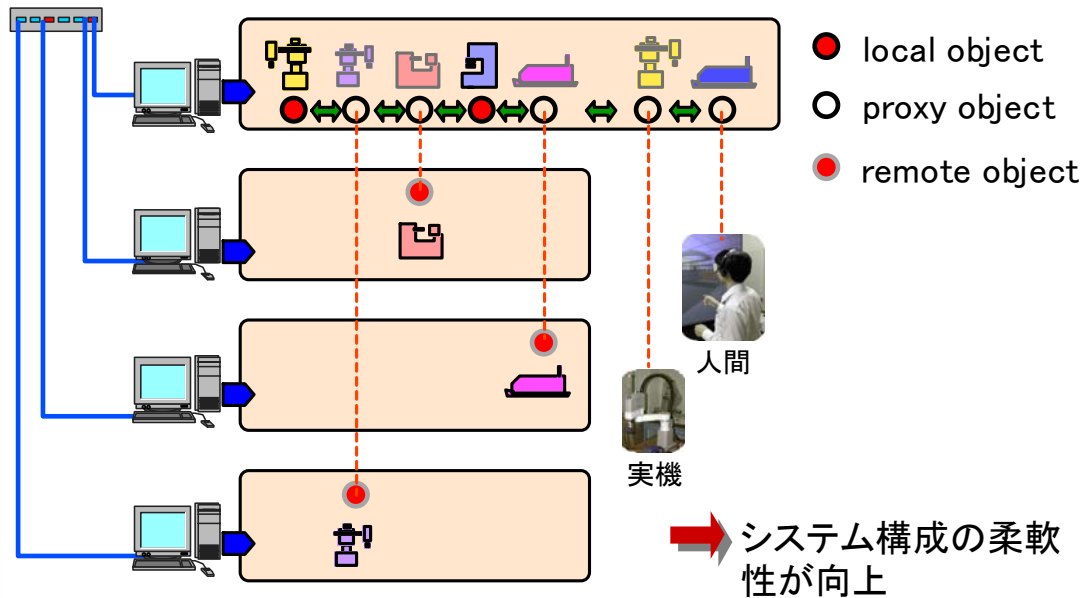 local object
proxy object
remote object
人間
実機
システム構成の柔軟
性が向上